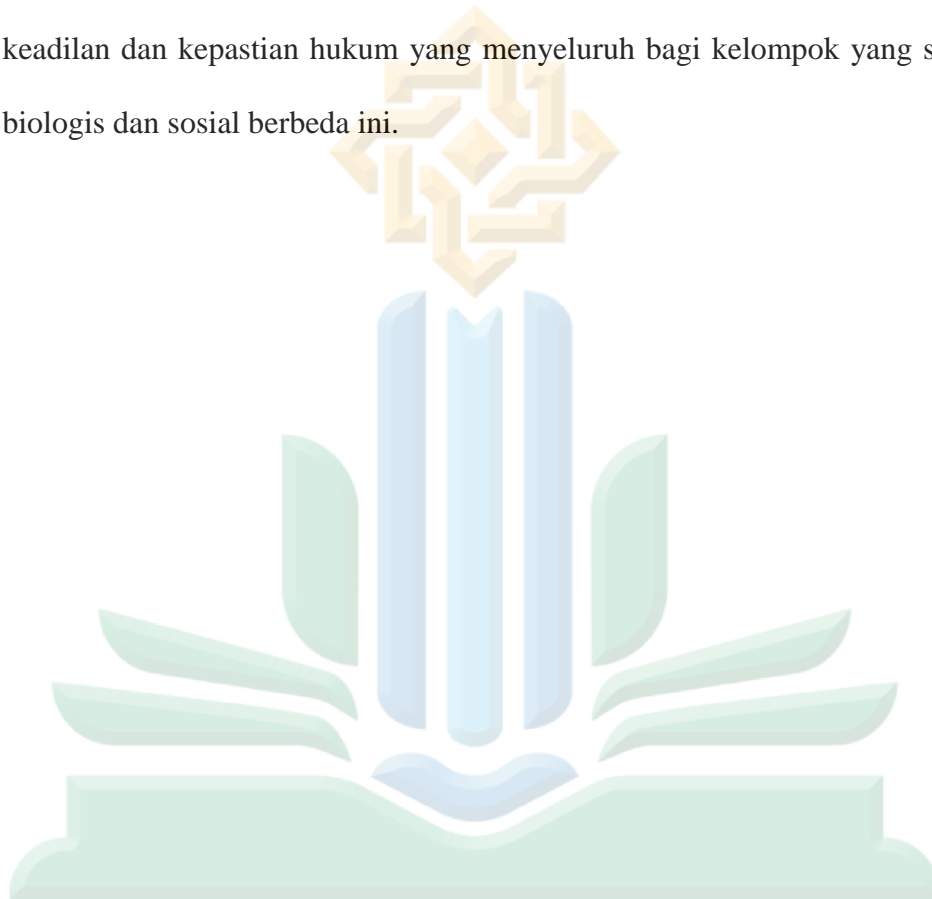 keadilan dan kepastian hukum yang menyeluruh bagi kelompok yang
biologis dan sosial berbeda ini.